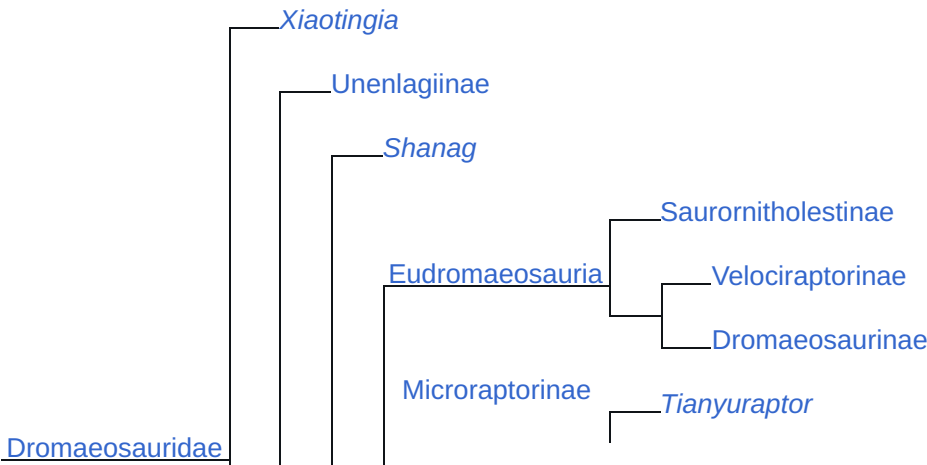 Xiaotingia
Unenlagiinae
Shanag
Saurornitholestinae
Eudromaeosauria
Velociraptorinae
Dromaeosaurinae
Microraptorinae
Tianyuraptor
Dromaeosauridae